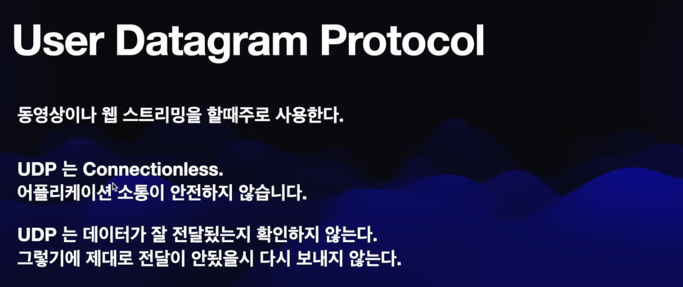 User Datagram Protocol
동영상이나 웹 스트리밍을 할때주로 사용한다.
UDP 는 Connectionless.
어플리케이션 소통이 안전하지 않습니다.
UDP 는 데이터가 잘 전달됬는지 확인하지 않는다.
그렇기에 제대로 전달이 안됬을시 다시 보내지 않는다.